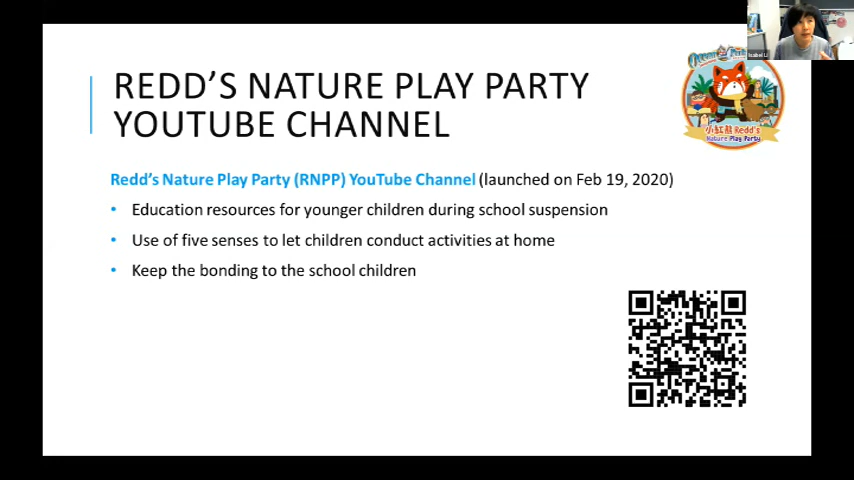 REDD'S NATURE PLAY PARTY
YOUTUBE CHANNEL
Redd's Nature Play Party (RNPP) YouTube Channel (launched on Feb 19, 2020)
• Education resources for younger children during school suspension
• Use of five senses to let children conduct activities at home
• Keep the bonding to the school children
Isabel Li
小紅熊 Redd's
Nature Play Party